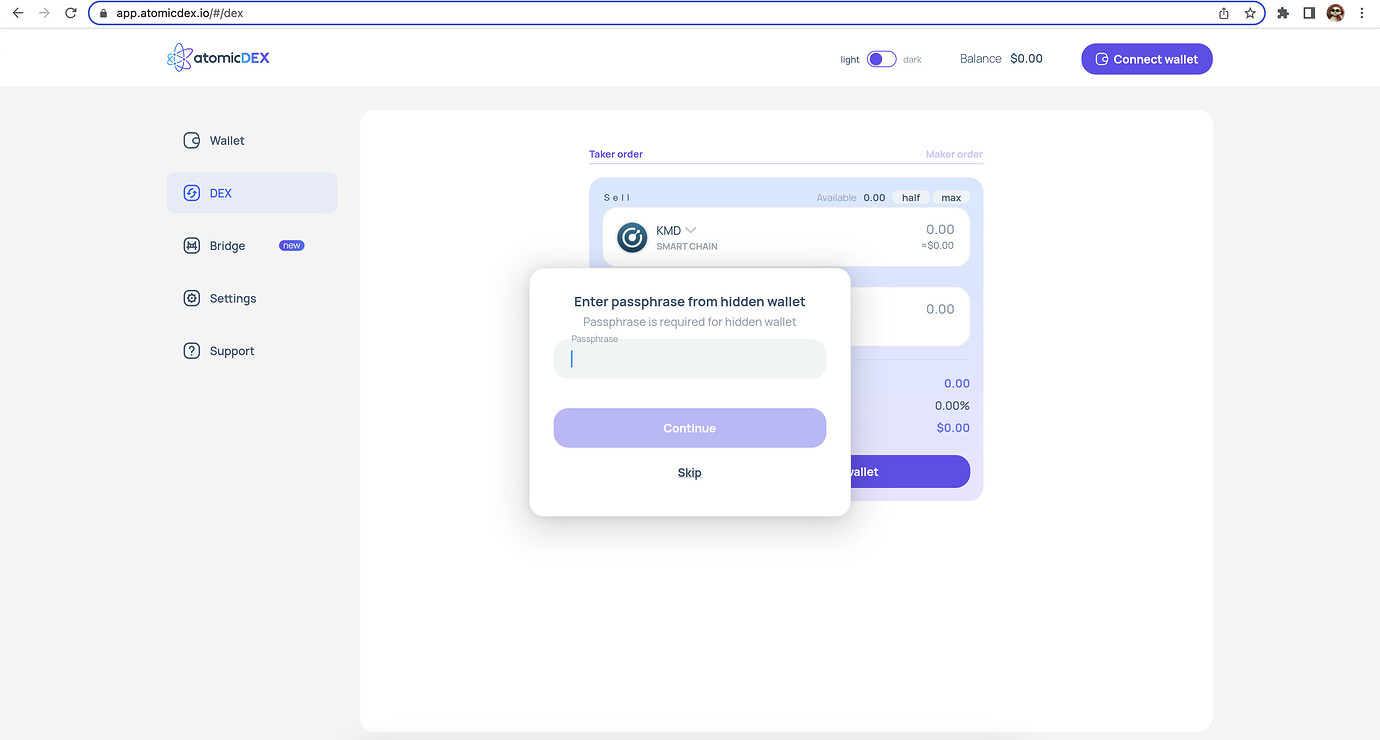 app.atomicdex.io/#/dex
atomicDEX
light dark Balance $0.00 Connect wallet
Wallet
DEX
Bridge new
Settings
Support
Taker order Maker order
Sell Available 0.00 half max
KMD 0.00
SMART CHAIN ≈$0.00
Enter passphrase from hidden wallet
Passphrase is required for hidden wallet
Passphrase
Continue
Skip
0.00
0.00
0.00%
$0.00